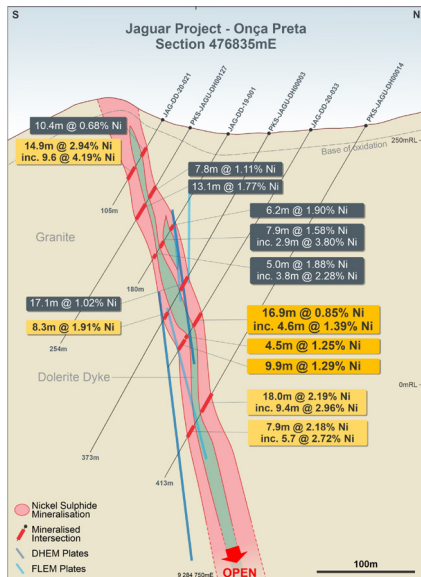 S
N
Jaguar Project - Onça Preta
Section 476835mE
JAG-DD-20-021
PKS-JAGU-DH00127
JAG-DD-19-001
PKS-JAGU-DH00003
JAG-DD-20-033
PKS-JAGU-DH00014
10.4m @ 0.68% Ni
14.9m @ 2.94% Ni
inc. 9.6 @ 4.19% Ni
250mRL
Base of oxidation
7.8m @ 1.11% Ni
13.1m @ 1.77% Ni
105m
6.2m @ 1.90% Ni
7.9m @ 1.58% Ni
inc. 2.9m @ 3.80% Ni
Granite
5.0m @ 1.88% Ni
inc. 3.8m @ 2.28% Ni
180m
17.1m @ 1.02% Ni
8.3m @ 1.91% Ni
16.9m @ 0.85% Ni
inc. 4.6m @ 1.39% Ni
4.5m @ 1.25% Ni
254m
9.9m @ 1.29% Ni
Dolerite Dyke
0mRL
18.0m @ 2.19% Ni
inc. 9.4m @ 2.96% Ni
7.9m @ 2.18% Ni
inc. 5.7 @ 2.72% Ni
373m
413m
Nickel Sulphide
Mineralisation
Mineralised
Intersection
DHEM Plates
FLEM Plates
9 284 750mE
OPEN
100m